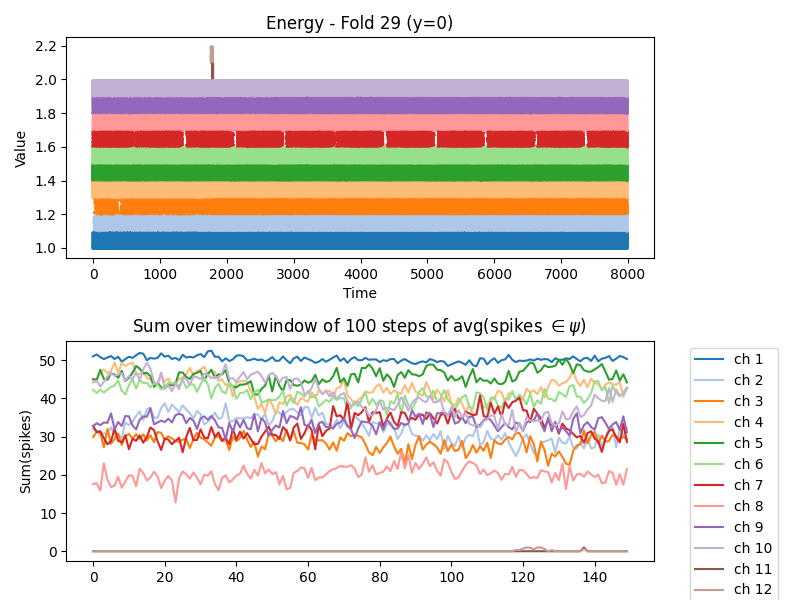 Energy - Fold 29 (y=0)
2.2
2.0
1.8
1.6
1.4
1.2
1.0
Value
0 1000 2000 3000 4000 5000 6000 7000 8000
Time
Sum over timewindow of 100 steps of avg(spikes ∈ψ)
50
40
30
20
10
0
Sum(spikes)
0 20 40 60 80 100 120 140
ch 1
ch 2
ch 3
ch 4
ch 5
ch 6
ch 7
ch 8
ch 9
ch 10
ch 11
ch 12